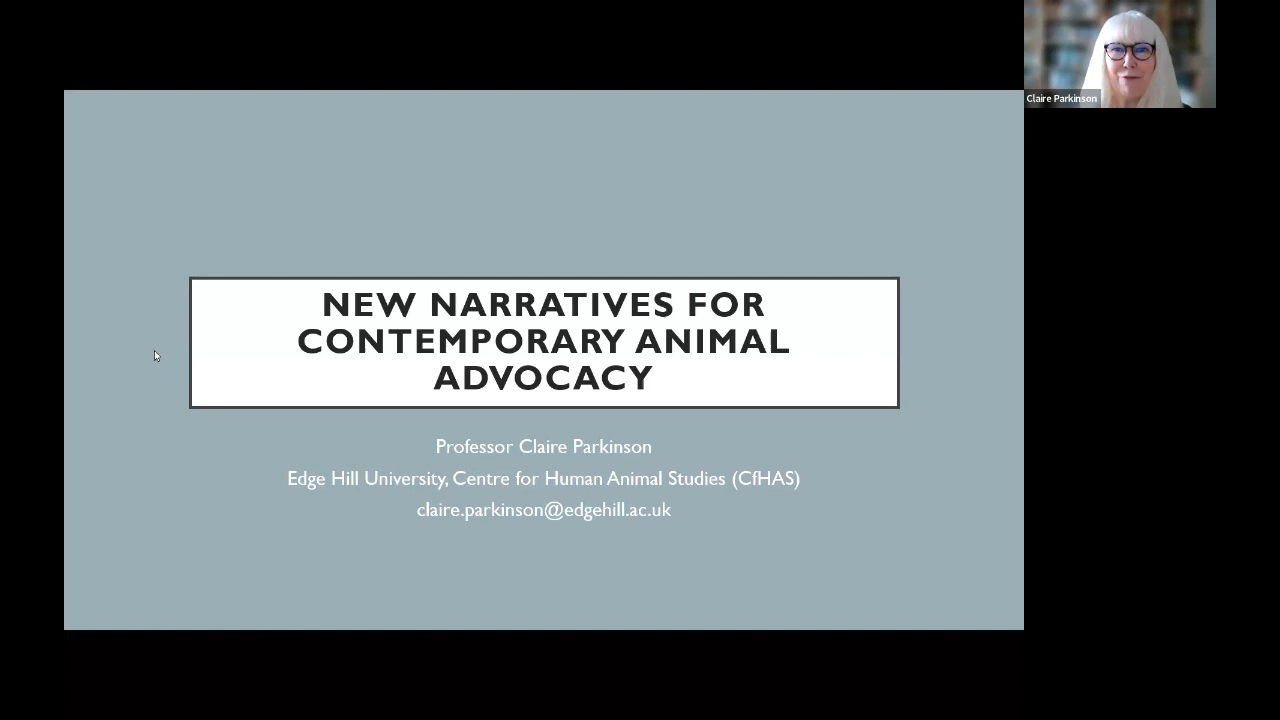 Claire Parkinson
NEW NARRATIVES FOR
CONTEMPORARY ANIMAL
ADVOCACY
Professor Claire Parkinson
Edge Hill University, Centre for Human Animal Studies (CfHAS)
claire.parkinson@edgehill.ac.uk